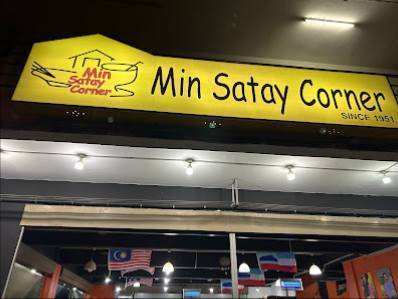 Min
Satay
Corner
Min Satay Corner
SINCE 1951